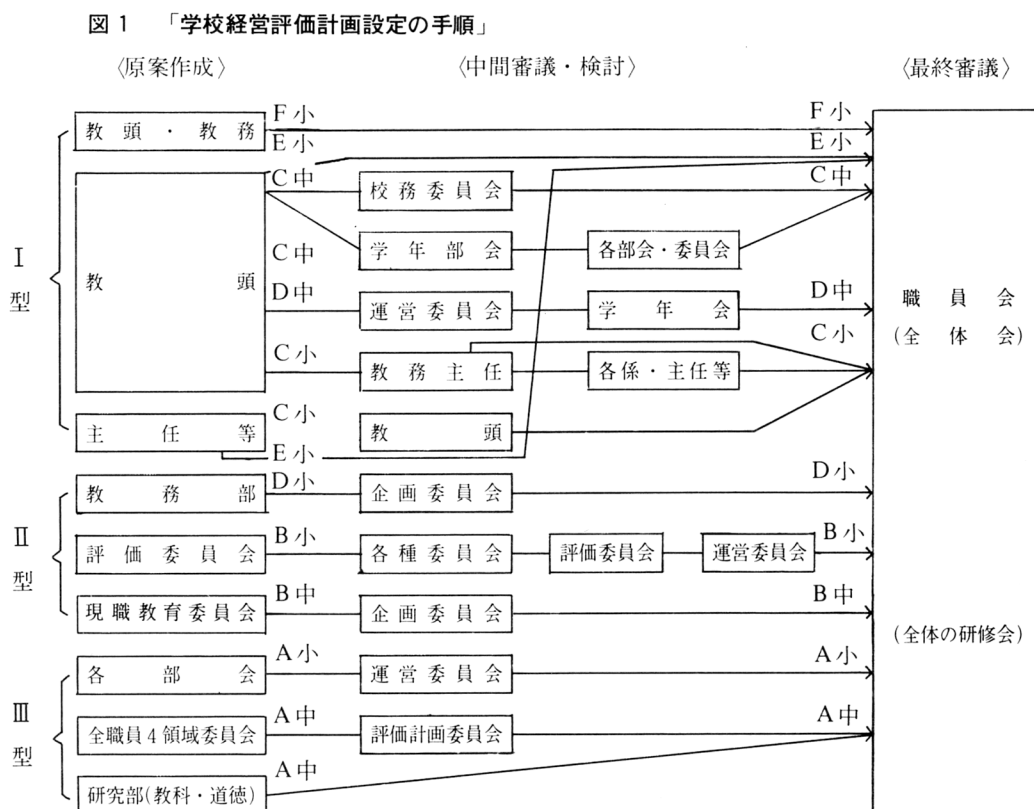 図1 「学校経営評価計画設定の手順」
〈原案作成〉 〈中間審議・検討〉 〈最終審議〉
教頭・教務 F小 F小
E小 E小
C中 校務委員会 C中
Ⅰ型 教頭 C中 学年部会 各部会・委員会
D中 運営委員会 学年会 D中
職員会
(全体会)
C小 教務主任 各係・主任等 C小
主任等 C小 教頭
E小
教務部 D小 企画委員会 D小
Ⅱ型 評価委員会 B小 各種委員会 評価委員会 運営委員会 B小
現職教育委員会 B中 企画委員会 B中
(全体の研修会)
各部会 A小 運営委員会 A小
Ⅲ型 全職員4領域委員会 A中 評価計画委員会 A中
研究部(教科・道徳) A中